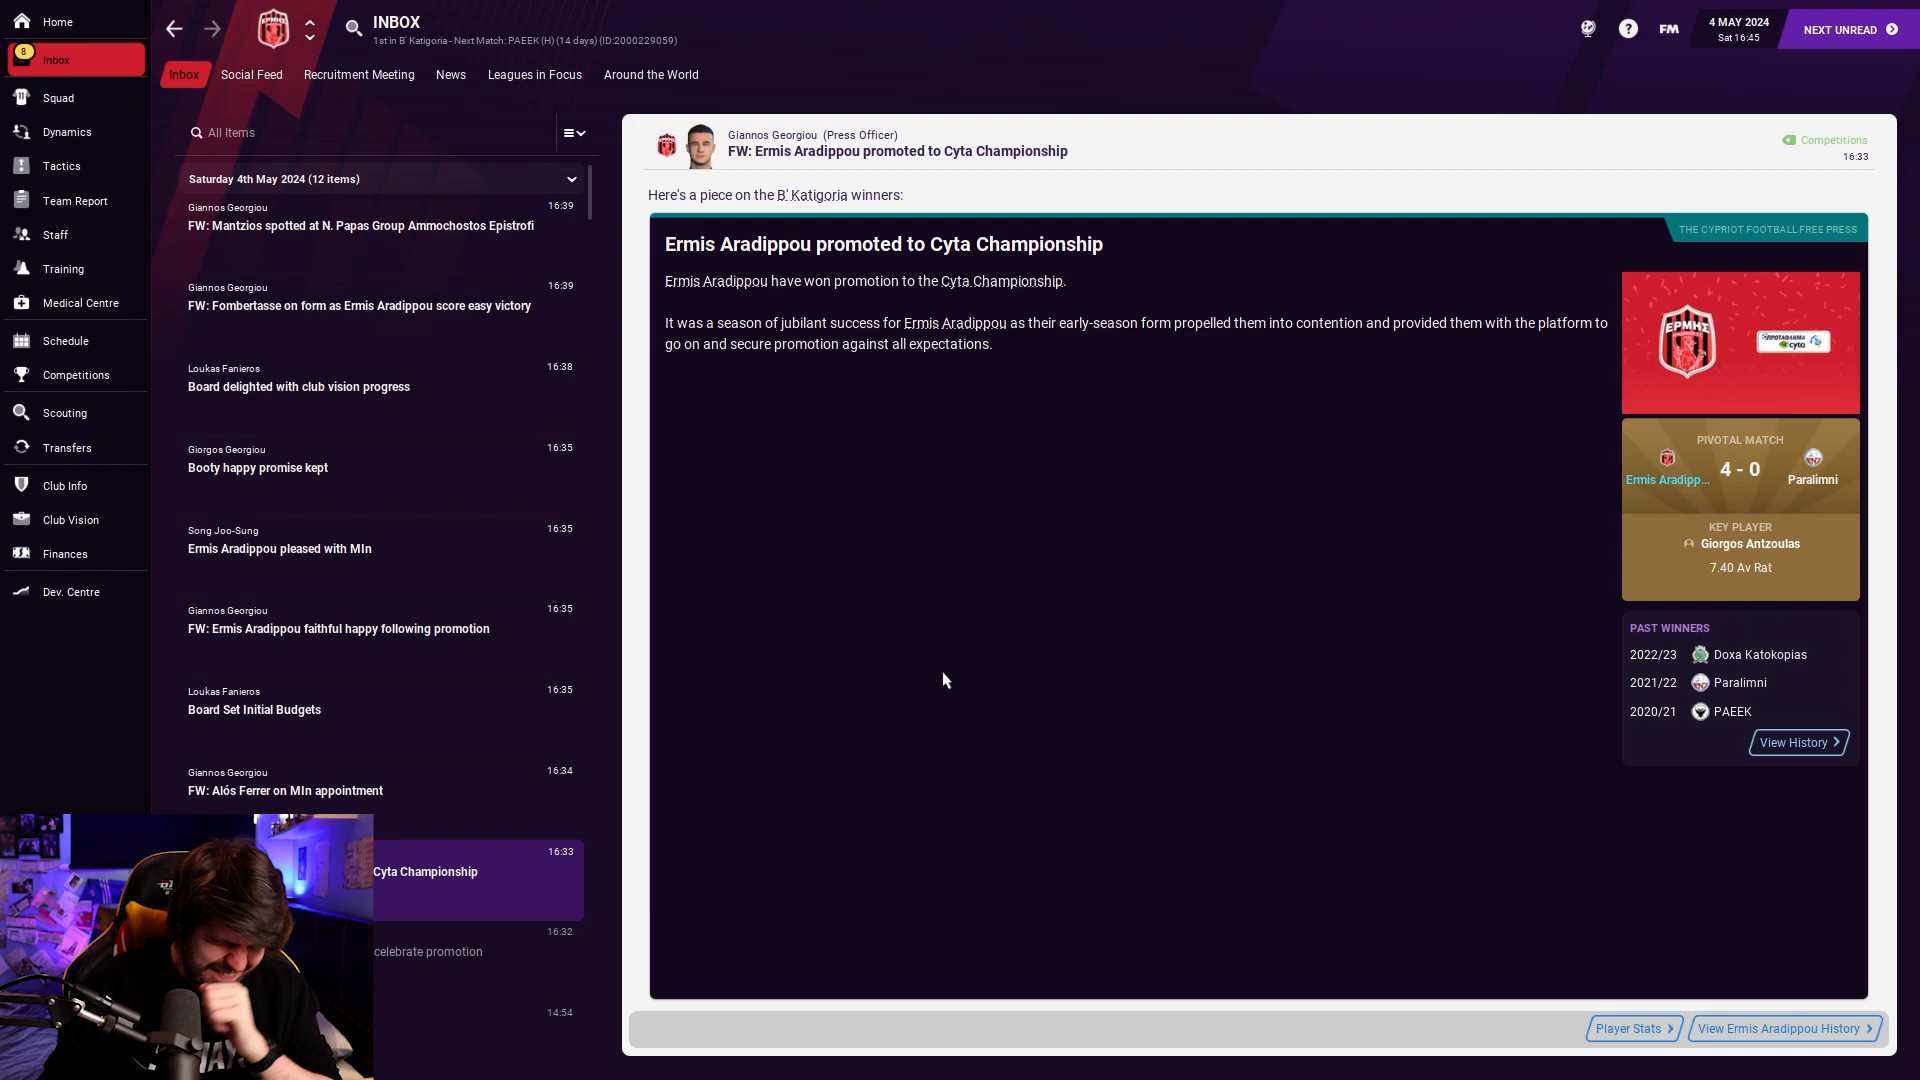 Home
8
Inbox
Squad
Dynamics
Tactics
Team Report
Staff
Training
Medical Centre
Schedule
Competitions
Scouting
Transfers
Club Info
Club Vision
Finances
Dev. Centre
INBOX
1st in B' Katigoria - Next Match: PAEEK (H) (14 days) (ID:2000229059)
FM
4 MAY 2024
Sat 16:45
NEXT UNREAD
Inbox
Social Feed
Recruitment Meeting
News
Leagues in Focus
Around the World
All Items
Saturday 4th May 2024 (12 items)
Giannos Georgiou 16:39
FW: Mantzios spotted at N. Papas Group Ammochostos Epistrofi
Giannos Georgiou 16:39
FW: Fombertasse on form as Ermis Aradippou score easy victory
Loukas Fanieros 16:38
Board delighted with club vision progress
Giorgos Georgiou 16:35
Booty happy promise kept
Song Joo-Sung 16:35
Ermis Aradippou pleased with MIn
Giannos Georgiou 16:35
FW: Ermis Aradippou faithful happy following promotion
Loukas Fanieros 16:35
Board Set Initial Budgets
Giannos Georgiou 16:34
FW: Alós Ferrer on MIn appointment
16:33
Cyta Championship
16:32
celebrate promotion
14:54
Giannos Georgiou (Press Officer)
FW: Ermis Aradippou promoted to Cyta Championship
Competitions
16:33
Here's a piece on the B' Katigoria winners:
THE CYPRIOT FOOTBALL FREE PRESS
Ermis Aradippou promoted to Cyta Championship
Ermis Aradippou have won promotion to the Cyta Championship.
It was a season of jubilant success for Ermis Aradippou as their early-season form propelled them into contention and provided them with the platform to
go on and secure promotion against all expectations.
ΕΡΜΗΣ
ΠΡΩΤΑΘΛΗΜΑ
cyta
PIVOTAL MATCH
4 - 0
Ermis Aradipp...
Paralimni
KEY PLAYER
Giorgos Antzoulas
7.40 Av Rat
PAST WINNERS
2022/23 Doxa Katokopias
2021/22 Paralimni
2020/21 PAEEK
View History
Player Stats
View Ermis Aradippou History